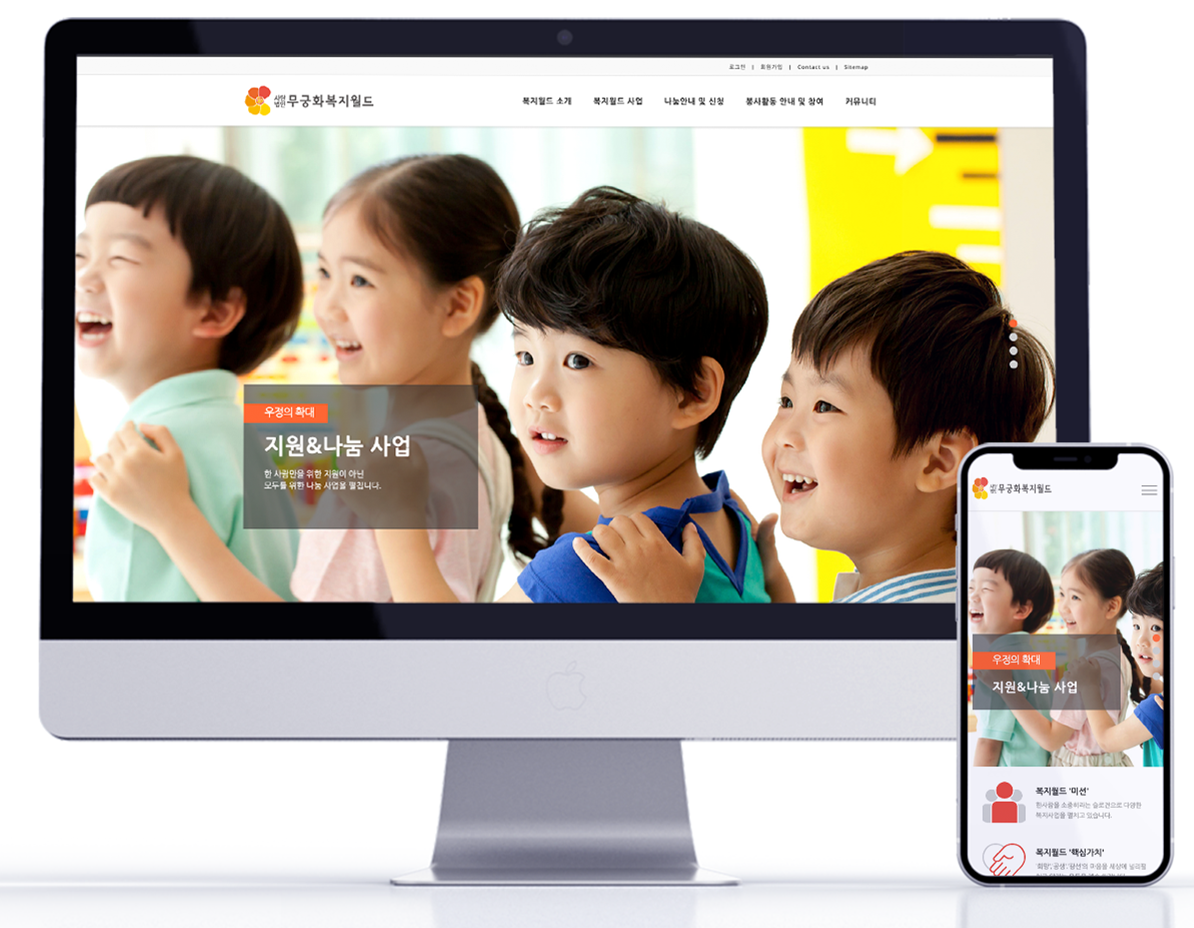 로그인 | 회원가입 | Contact us | Sitemap
사회
법인 무궁화복지월드
복지월드 소개 복지월드 사업 나눔안내 및 신청 봉사활동 안내 및 참여 커뮤니티
우정의 확대
지원&나눔 사업
한 사람만을 위한 지원이 아닌
모두를 위한 나눔 사업을 펼칩니다.
무궁화복지월드
우정의 확대
지원&나눔 사업
복지월드 '미션'
한사람을 소중히라는 슬로건으로 다양한
복지사업을 펼치고 있습니다.
복지월드 '핵심가치'